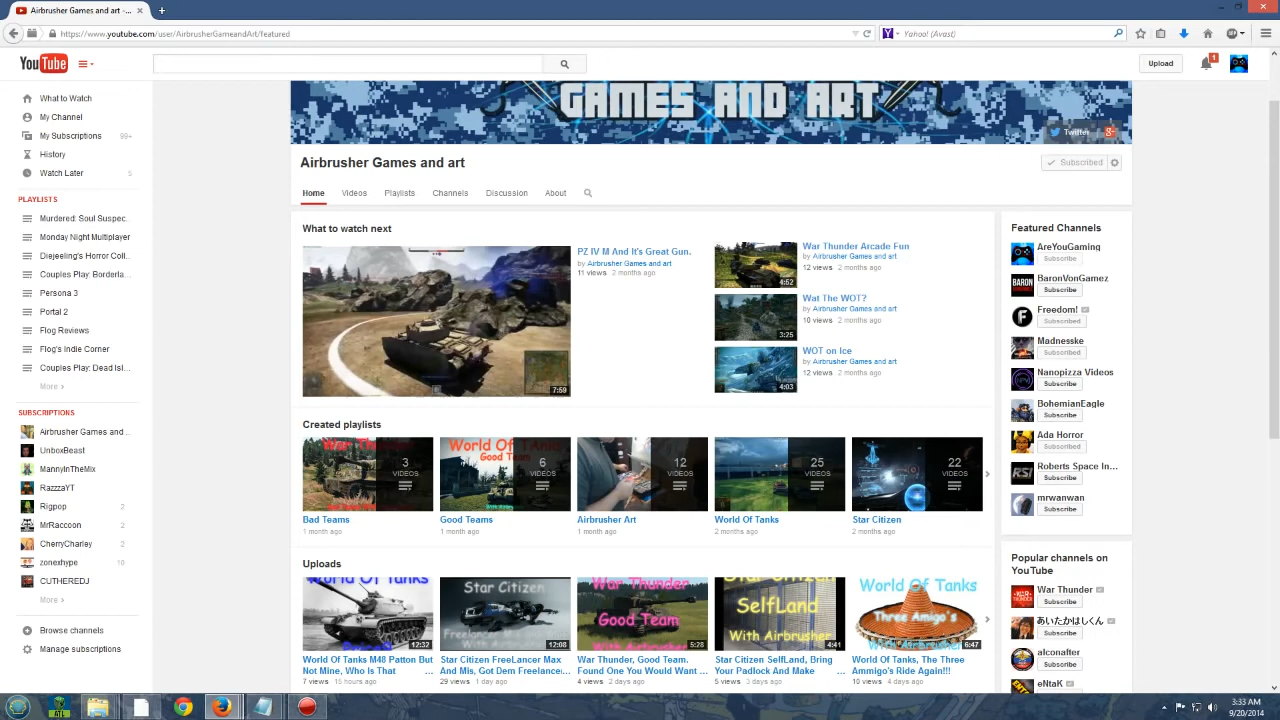 Airbrusher Games and art -...
https://www.youtube.com/user/AirbrusherGameandArt/featured
Yahoo! (Avast)
YouTube
Upload
1
GAMES AND ART
Twitter
What to Watch
My Channel
My Subscriptions 99+
History
Watch Later 5
PLAYLISTS
Murdered: Soul Suspec...
Monday Night Multiplayer
Diejeeling's Horror Coll...
Couples Play: Borderla...
Persona 3
Portal 2
Flog Reviews
Flog's Indie Corner
Couples Play: Dead Isl...
More
SUBSCRIPTIONS
Airbrusher Games and ...
UnboxBeast
MannyInTheMix
RazzzaYT
Rigpop 2
MrRaccoon 2
CherryCharley 2
zonexhype 10
CUTHEREDJ
More
Browse channels
Manage subscriptions
Airbrusher Games and art
Subscribed
Home Videos Playlists Channels Discussion About
What to watch next
7:59
PZ IV M And It's Great Gun.
by Airbrusher Games and art
11 views 2 months ago
4:52
War Thunder Arcade Fun
by Airbrusher Games and art
12 views 2 months ago
3:25
Wat The WOT?
by Airbrusher Games and art
10 views 2 months ago
4:03
WOT on Ice
by Airbrusher Games and art
12 views 2 months ago
Created playlists
War Thunder
3
VIDEOS
Bad Teams
1 month ago
World Of Tanks
Good Team
6
VIDEOS
Good Teams
1 month ago
12
VIDEOS
Airbrusher Art
1 month ago
25
VIDEOS
World Of Tanks
2 months ago
22
VIDEOS
Star Citizen
2 months ago
Uploads
World Of Tanks
12:32
World Of Tanks M48 Patton But
Not Mine, Who Is That ...
7 views 15 hours ago
Star Citizen
12:08
Star Citizen FreeLancer Max
And Mis, Got Dem Freelancer...
29 views 1 day ago
War Thunder
Good Team
With Airbrusher
5:28
War Thunder, Good Team.
Found One You Would Want ...
4 views 2 days ago
Star Citizen
SelfLand
With Airbrusher
4:41
Star Citizen SelfLand, Bring
Your Padlock And Make ...
5 views 3 days ago
World Of Tanks
Three Amigo's
Ride Again
With Airbrusher
6:47
World Of Tanks, The Three
Ammigo's Ride Again!!!
10 views 4 days ago
Featured Channels
AreYouGaming
Subscribe
BaronVonGamez
Subscribe
Freedom!
Subscribed
Madnesske
Subscribed
Nanopizza Videos
Subscribe
BohemianEagle
Subscribe
Ada Horror
Subscribed
Roberts Space In...
Subscribe
mrwanwan
Subscribe
Popular channels on
YouTube
War Thunder
Subscribe
あいたかはしくん
Subscribe
alconafter
Subscribe
eNtaK
3:33 AM
9/20/2014